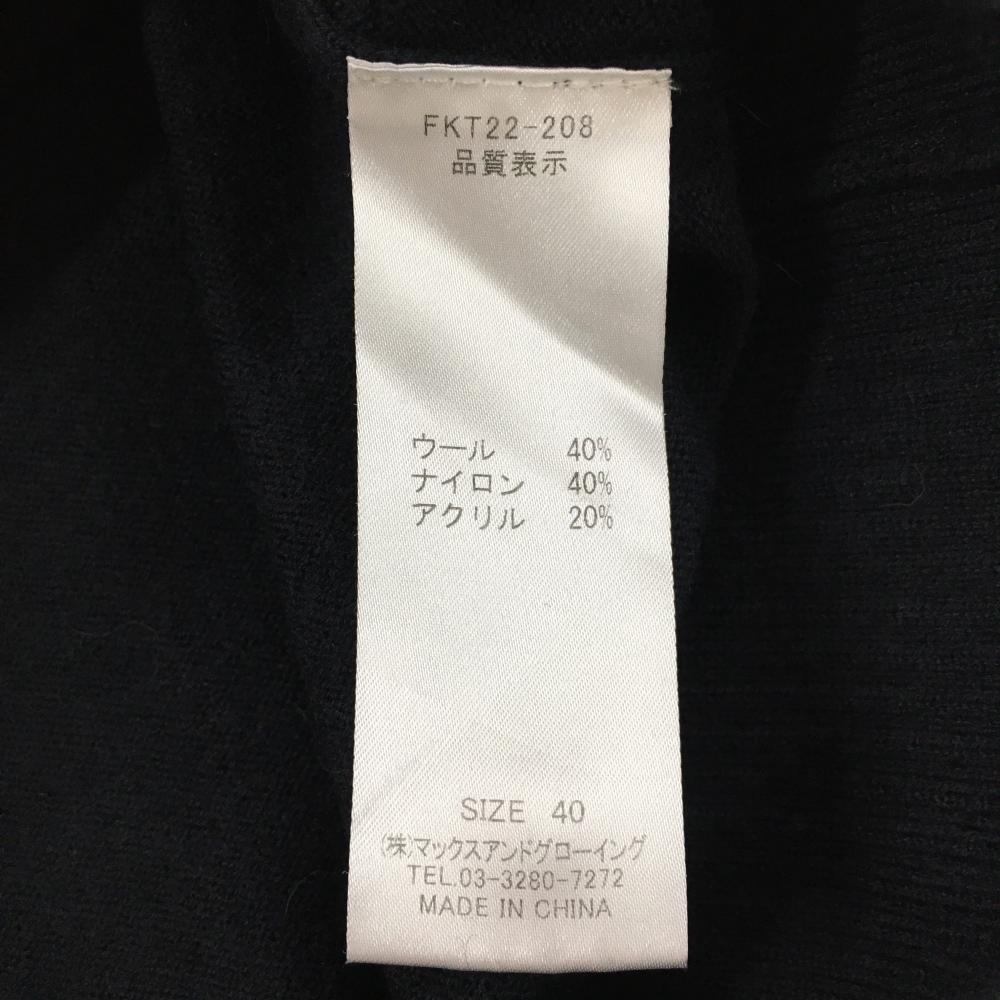 FKT22-208
品質表示
ウール 40%
ナイロン 40%
アクリル 20%
SIZE 40
(株)マックスアンドグローイング
TEL.03-3280-7272
MADE IN CHINA